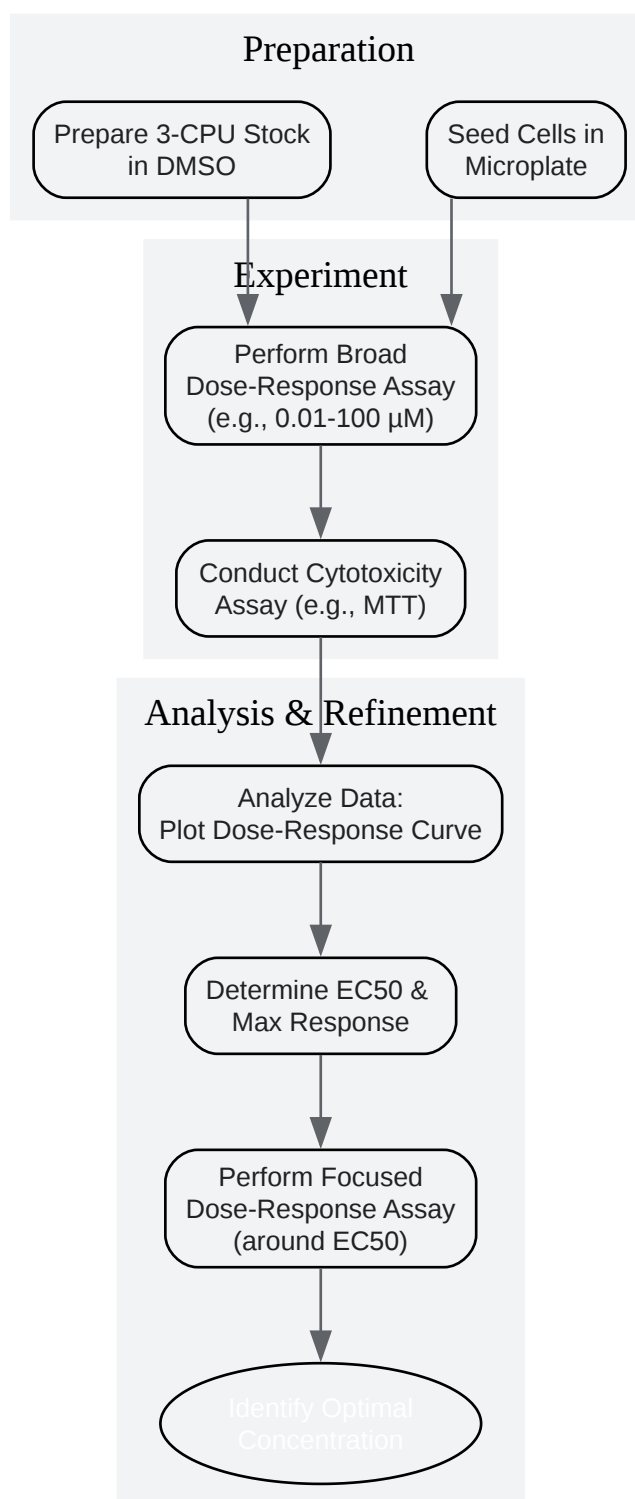 Preparation
Prepare 3-CPU Stock
in DMSO
Seed Cells in
Microplate
Experiment
Perform Broad
Dose-Response Assay
(e.g., 0.01-100 µM)
Conduct Cytotoxicity
Assay (e.g., MTT)
Analysis & Refinement
Analyze Data:
Plot Dose-Response Curve
Determine EC50 &
Max Response
Perform Focused
Dose-Response Assay
(around EC50)
Identify Optimal
Concentration